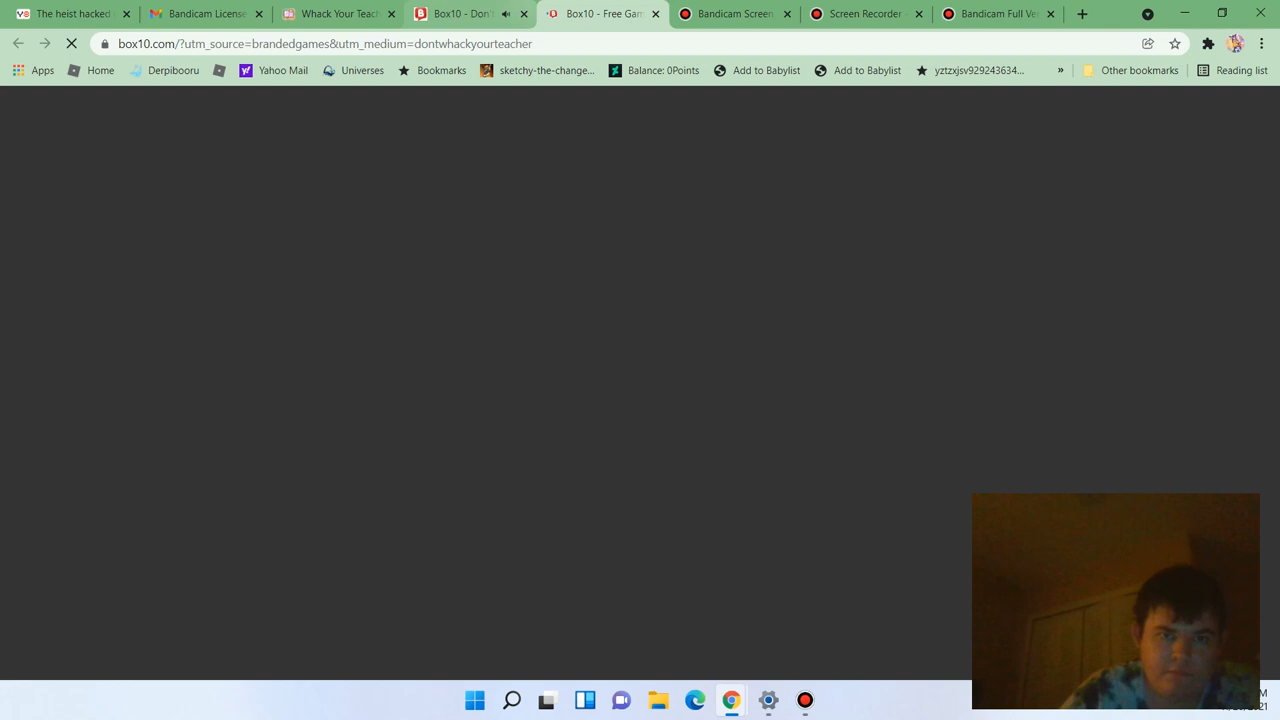 The heist hacked
Bandicam License
Whack Your Teac
Box10 - Don'
Box10 - Free Gam
Bandicam Screen
Screen Recorder
Bandicam Full Ve
box10.com/?utm_source=brandedgames&utm_medium=dontwhackyourteacher
Apps
Home
Derpibooru
Yahoo Mail
Universes
Bookmarks
sketchy-the-change...
Balance: 0Points
Add to Babylist
Add to Babylist
yztzxjsv929243634...
»
Other bookmarks
Reading list